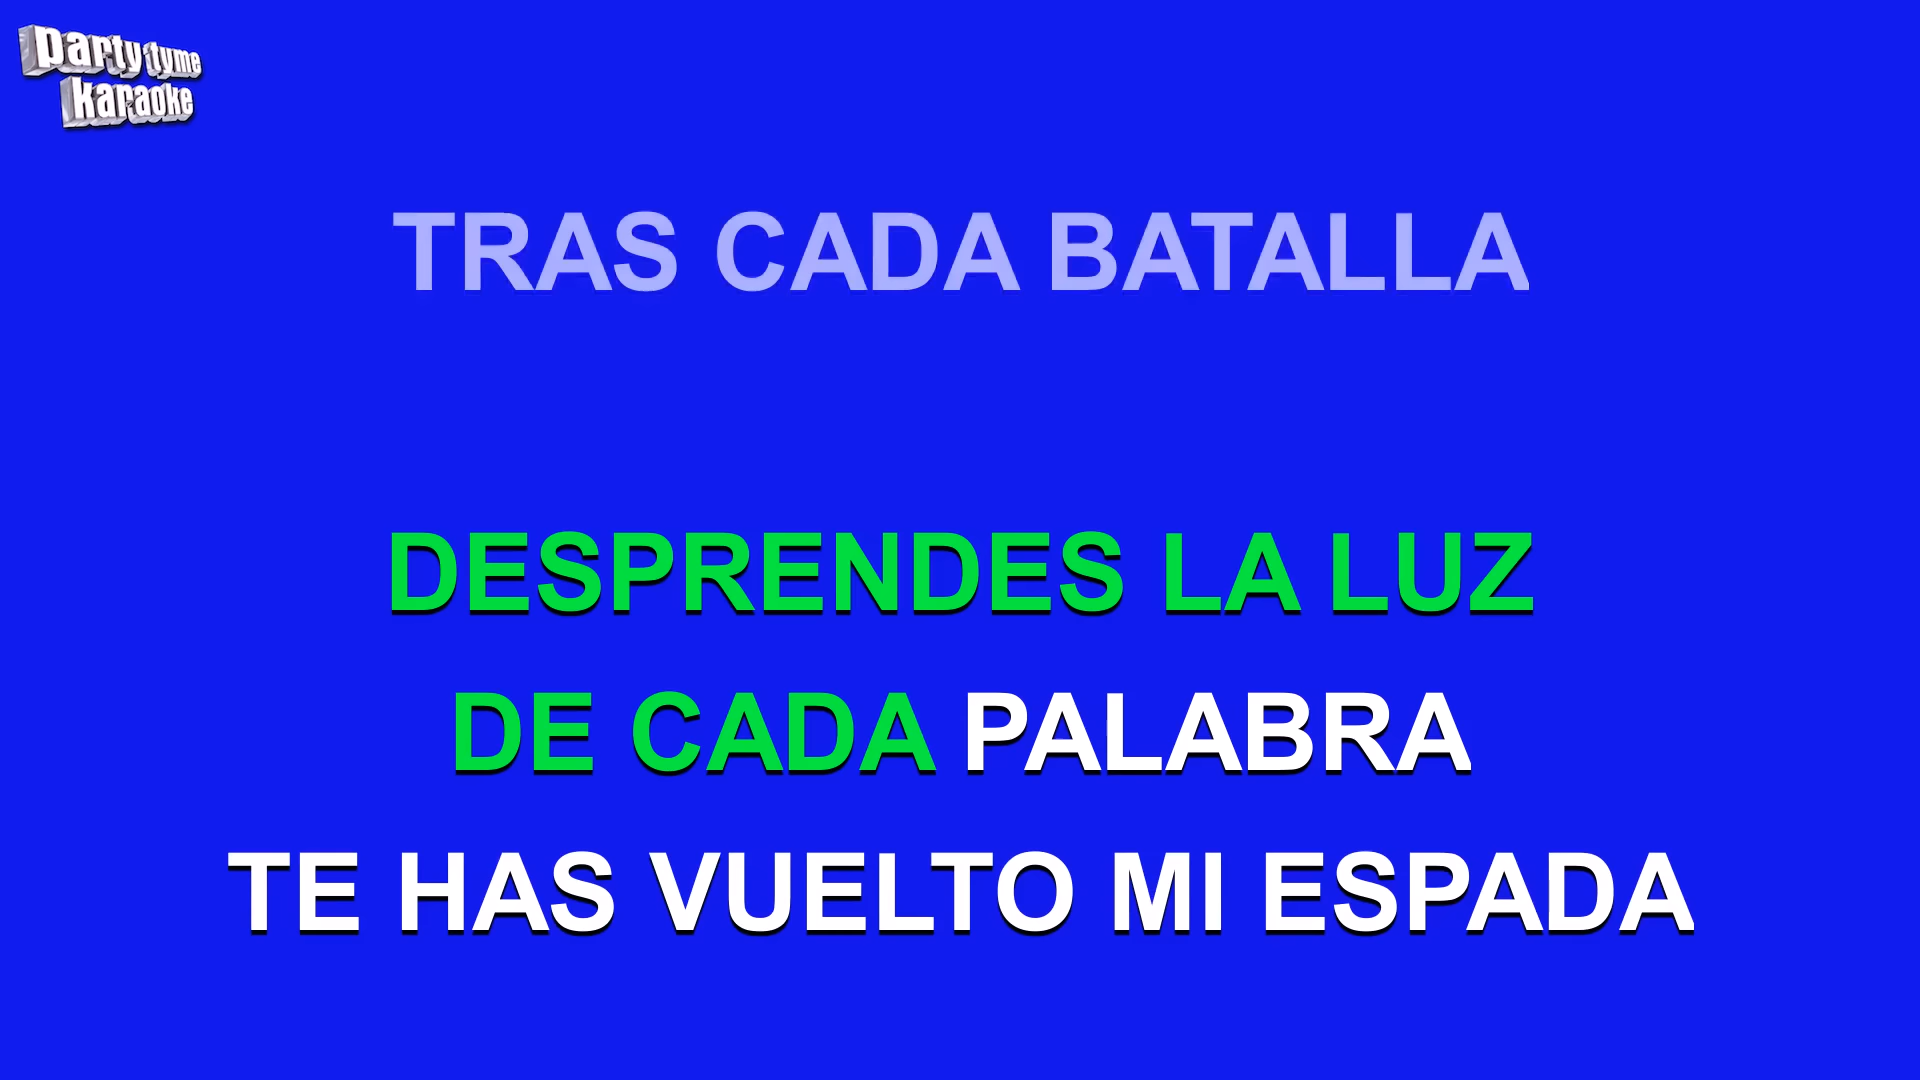 party tyme
karaoke
TRAS CADA BATALLA
DESPRENDES LA LUZ
DE CADA PALABRA
TE HAS VUELTO MI ESPADA